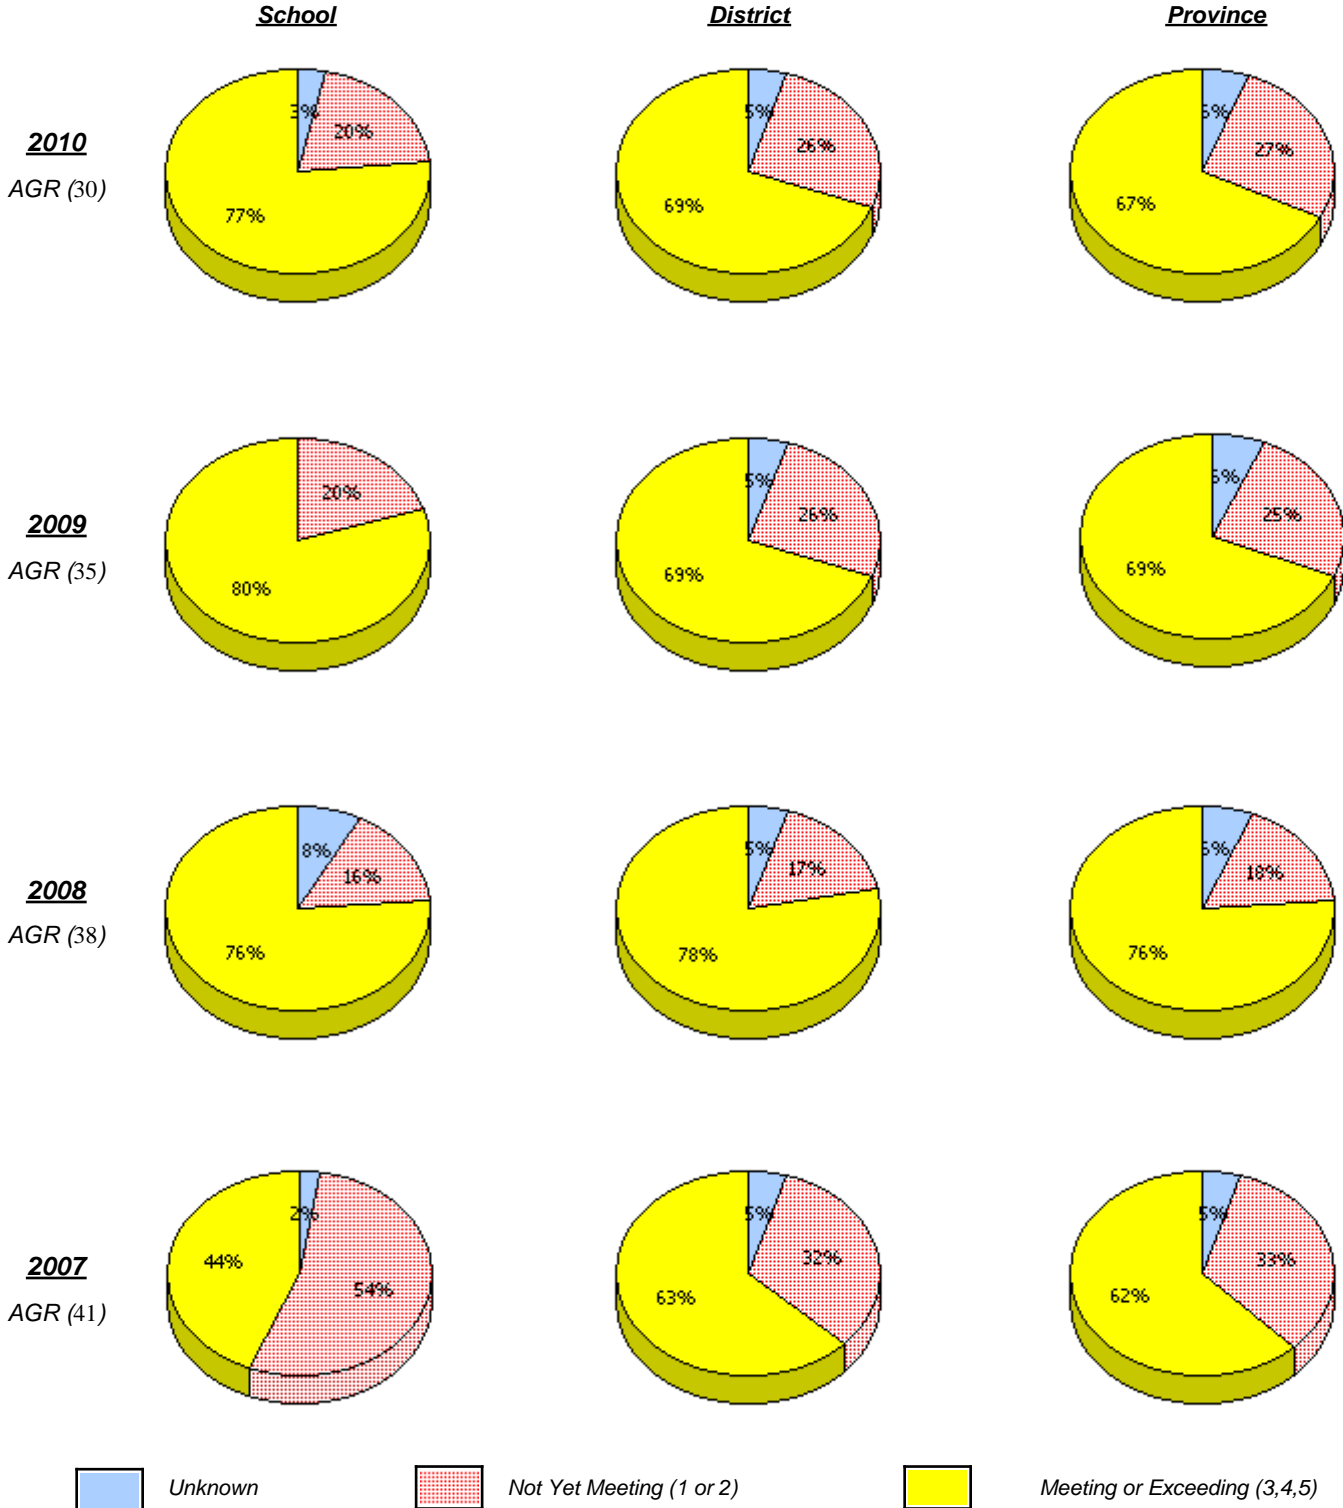 School District Province
2010
AGR (30)
3% 20% 77%
5% 26% 69%
27% 67%
2009
AGR (35)
20% 80%
5% 26% 69%
25% 69%
2008
AGR (38)
8% 16% 76%
5% 17% 78%
18% 76%
2007
AGR (41)
2% 54% 44%
5% 32% 63%
5% 33% 62%
Unknown Not Yet Meeting (1 or 2) Meeting or Exceeding (3,4,5)